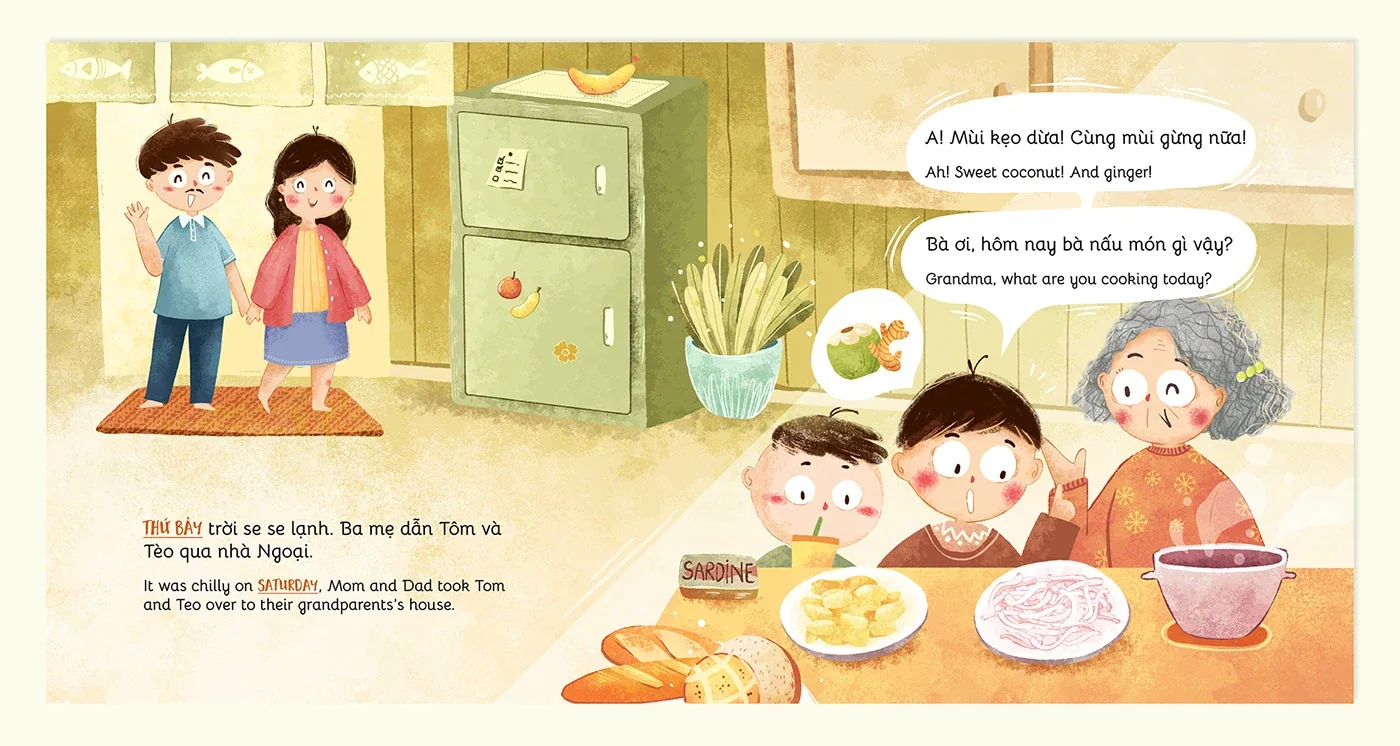 A! Mùi kẹo dừa! Cùng mùi gừng nữa!
Ah! Sweet coconut! And ginger!
Bà ơi, hôm nay bà nấu món gì vậy?
Grandma, what are you cooking today?
SARDINE
THỨ BẢY trời se se lạnh. Ba mẹ dẫn Tôm và
Tèo qua nhà Ngoại.
It was chilly on SATURDAY, Mom and Dad took Tom
and Teo over to their grandparents's house.